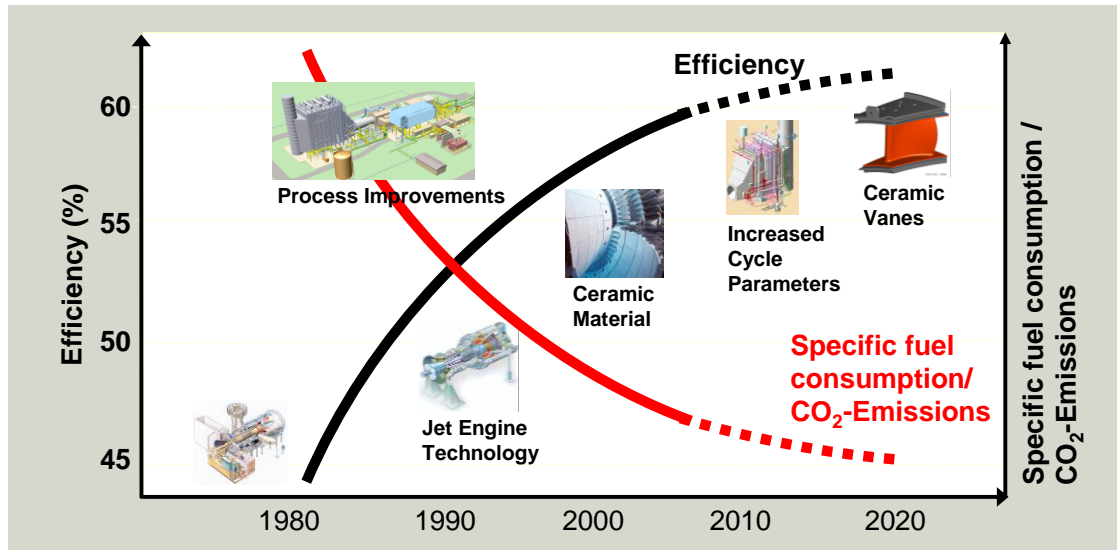 Efficiency (%)
60
55
50
45
1980
1990
2000
2010
2020
Efficiency
Process Improvements
Ceramic
Vanes
Increased
Cycle
Parameters
Ceramic
Material
Jet Engine
Technology
Specific fuel
consumption/
CO₂-Emissions
Specific fuel consumption /
CO₂-Emissions